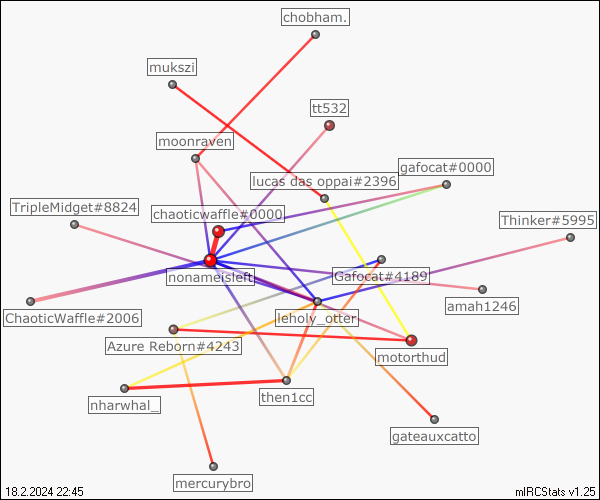 chobham.
mukszi
tt532
moonraven
gafocat#0000
lucas das oppai#2396
TripleMidget#8824
chaoticwaffle#0000
Thinker#5995
nonameisleft
Gafocat#4189
ChaoticWaffle#2006
amah1246
leholy_otter
Azure Reborn#4243
motorthud
nharwhal_
then1cc
gateauxcatto
mercurybro
18.2.2024 22:45
mIRCStats v1.25